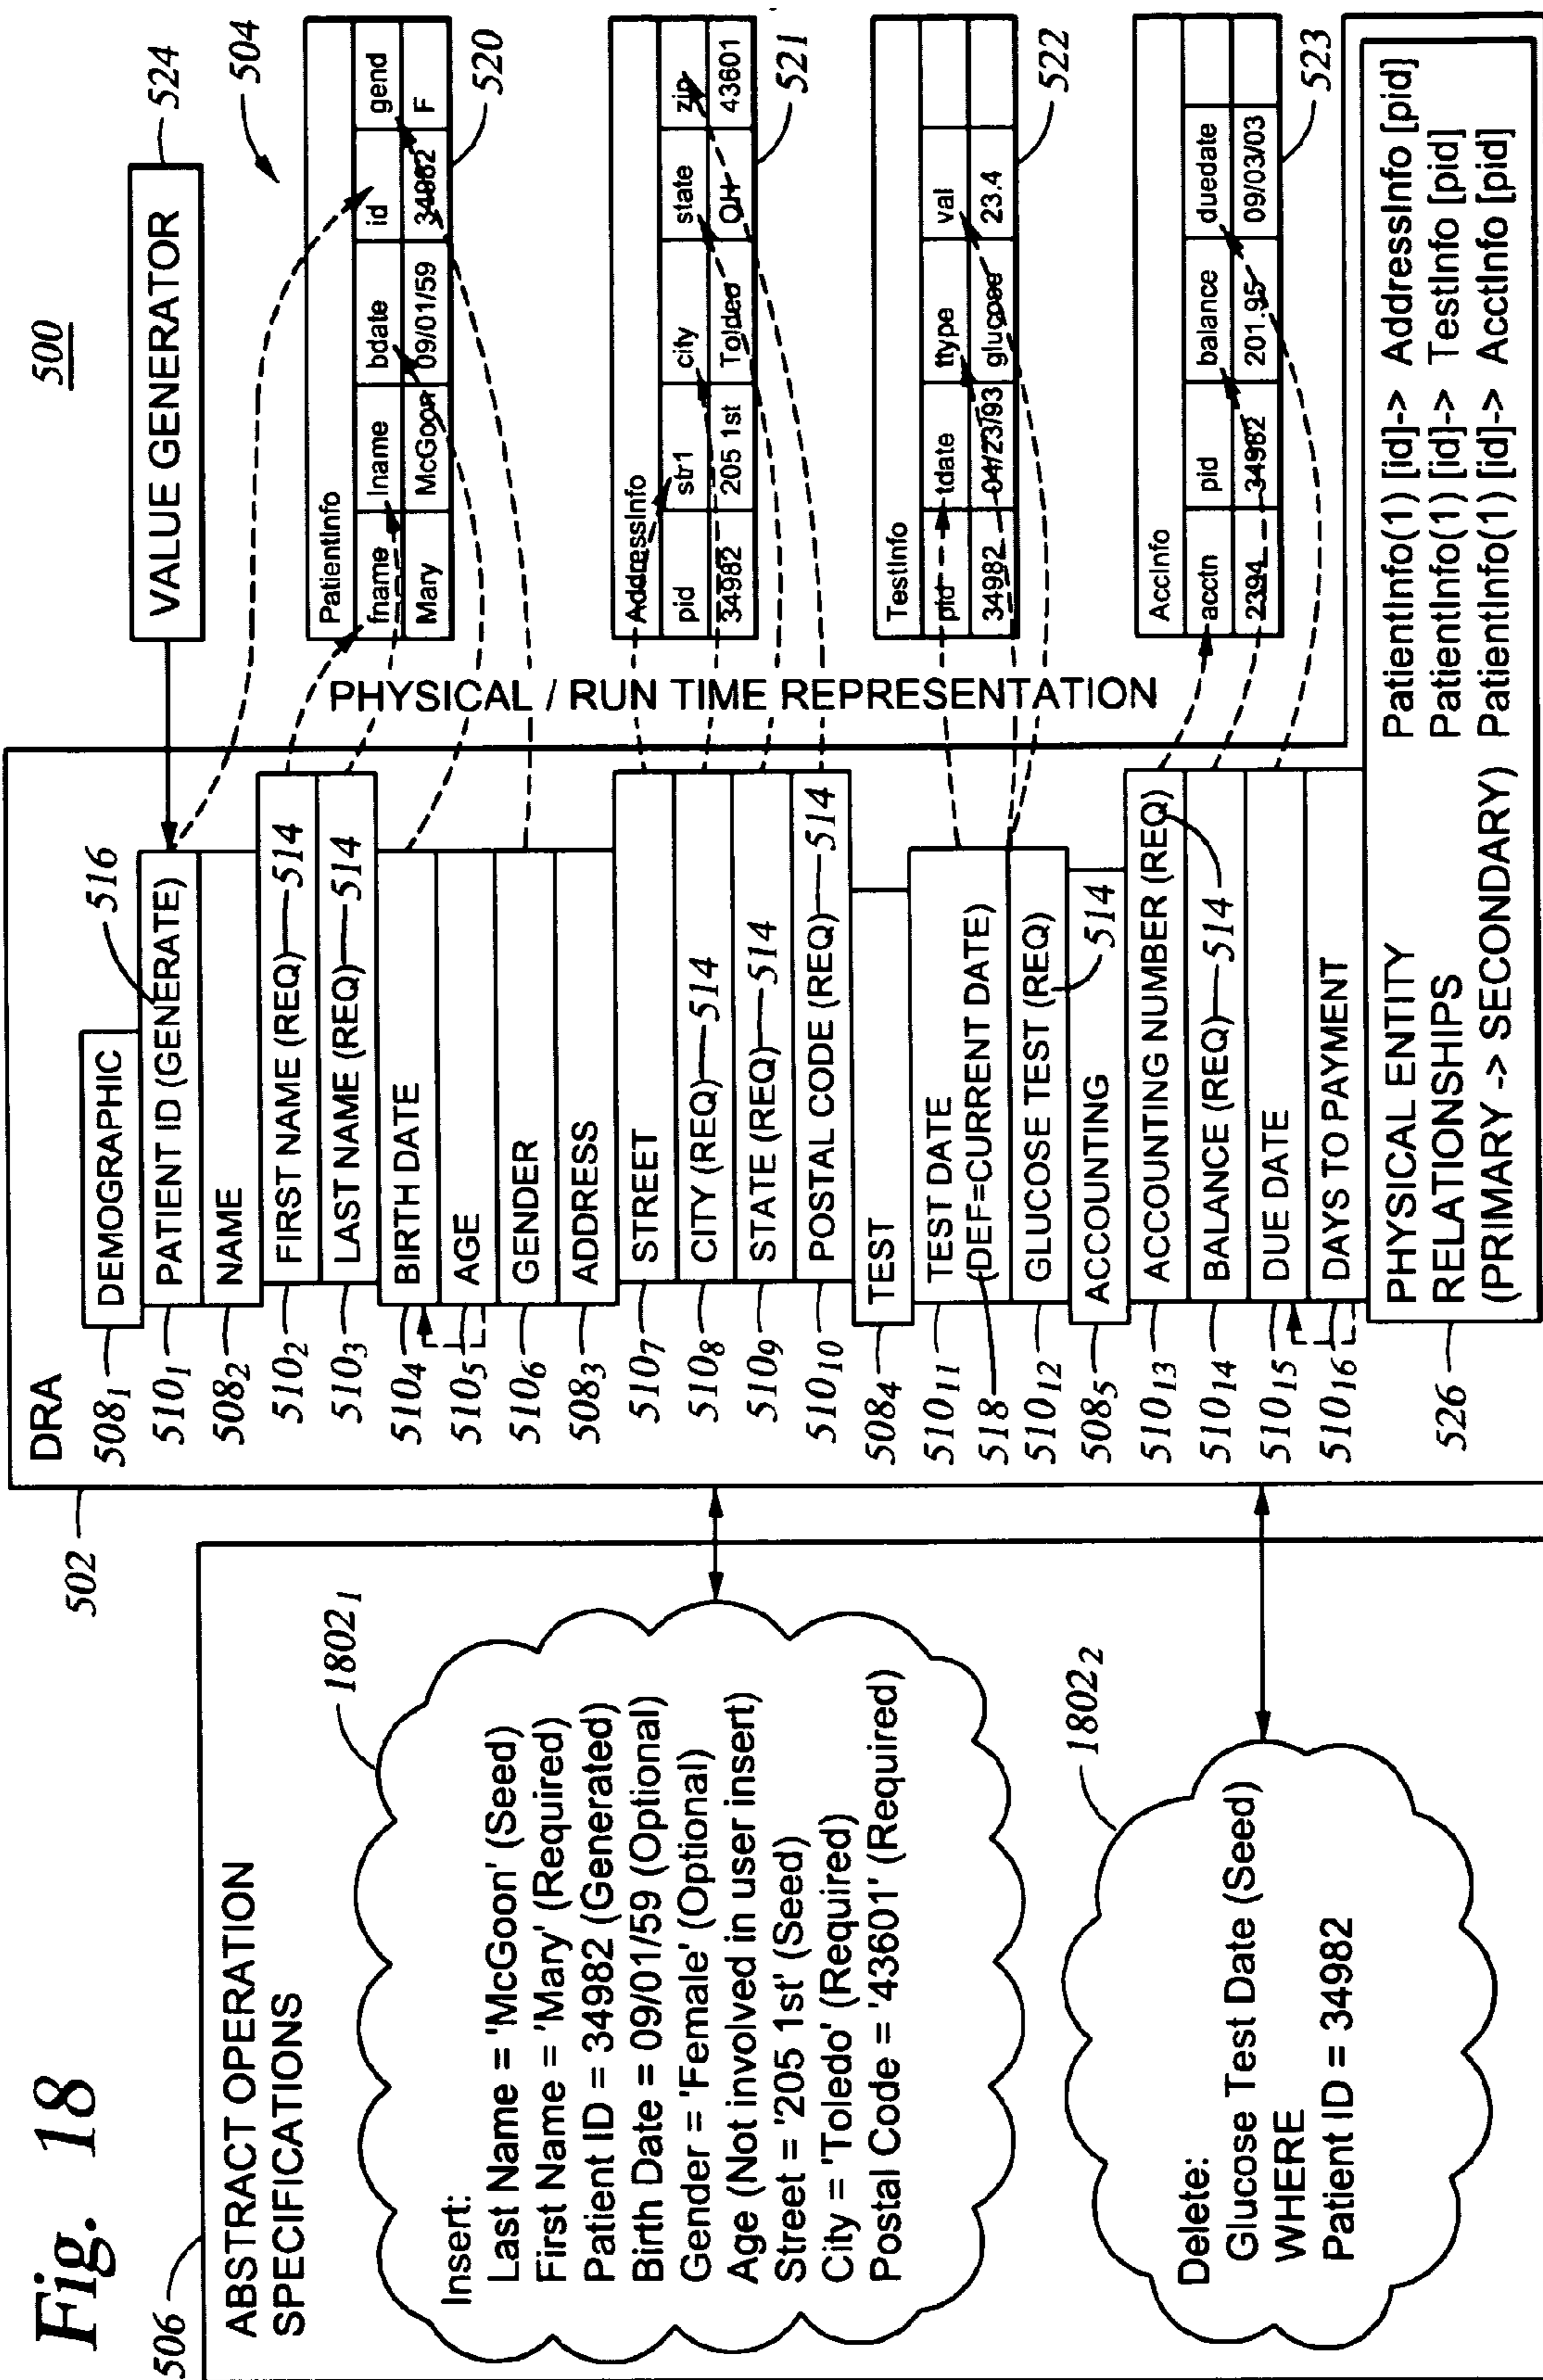 Fig. 18
500
506
ABSTRACT OPERATION
SPECIFICATIONS
1802₁
Insert:
Last Name = 'McGoon' (Seed)
First Name = 'Mary' (Required)
Patient ID = 34982 (Generated)
Birth Date = 09/01/59 (Optional)
Gender = 'Female' (Optional)
Age (Not involved in user insert)
Street = '205 1st' (Seed)
City = 'Toledo' (Required)
Postal Code = '43601' (Required)
1802₂
Delete:
Glucose Test Date (Seed)
WHERE
Patient ID = 34982
502
DRA
508₁ DEMOGRAPHIC
516
510₁ PATIENT ID (GENERATE)
508₂ NAME
510₂ FIRST NAME (REQ) 514
510₃ LAST NAME (REQ) 514
510₄ BIRTH DATE
510₅ AGE
510₆ GENDER
508₃ ADDRESS
510₇ STREET
510₈ CITY (REQ) 514
510₉ STATE (REQ) 514
510₁₀ POSTAL CODE (REQ) 514
508₄ TEST
510₁₁ TEST DATE
518 (DEF=CURRENT DATE)
510₁₂ GLUCOSE TEST (REQ)
514
508₅ ACCOUNTING
510₁₃ ACCOUNTING NUMBER (REQ)
510₁₄ BALANCE (REQ) 514
510₁₅ DUE DATE
510₁₆ DAYS TO PAYMENT
526
PHYSICAL ENTITY
RELATIONSHIPS
(PRIMARY -> SECONDARY)
PatientInfo(1) [id]-> AddressInfo [pid]
PatientInfo(1) [id]-> TestInfo [pid]
PatientInfo(1) [id]-> AcctInfo [pid]
VALUE GENERATOR 524
504
PHYSICAL / RUN TIME REPRESENTATION
PatientInfo
fname lname bdate id gend
Mary McGoon 09/01/59 34982 F
520
AddressInfo
pid str1 city state zip
34982 205 1st Toldeo OH 43601
521
TestInfo
pid tdate ttype val
34982 04/23/93 glucose 23.4
522
AccInfo
acctn pid balance duedate
2394 34982 201.95 09/03/03
523